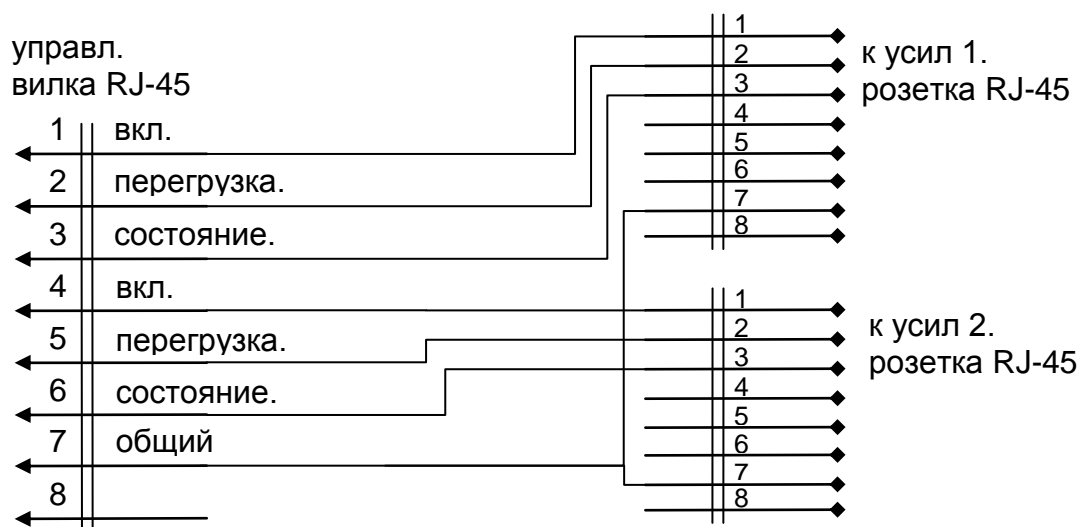 управл.
вилка RJ-45
1 вкл.
2 перегрузка.
3 состояние.
4 вкл.
5 перегрузка.
6 состояние.
7 общий
8
1
2
3
4
5
6
7
8
к усил 1.
розетка RJ-45
1
2
3
4
5
6
7
8
к усил 2.
розетка RJ-45